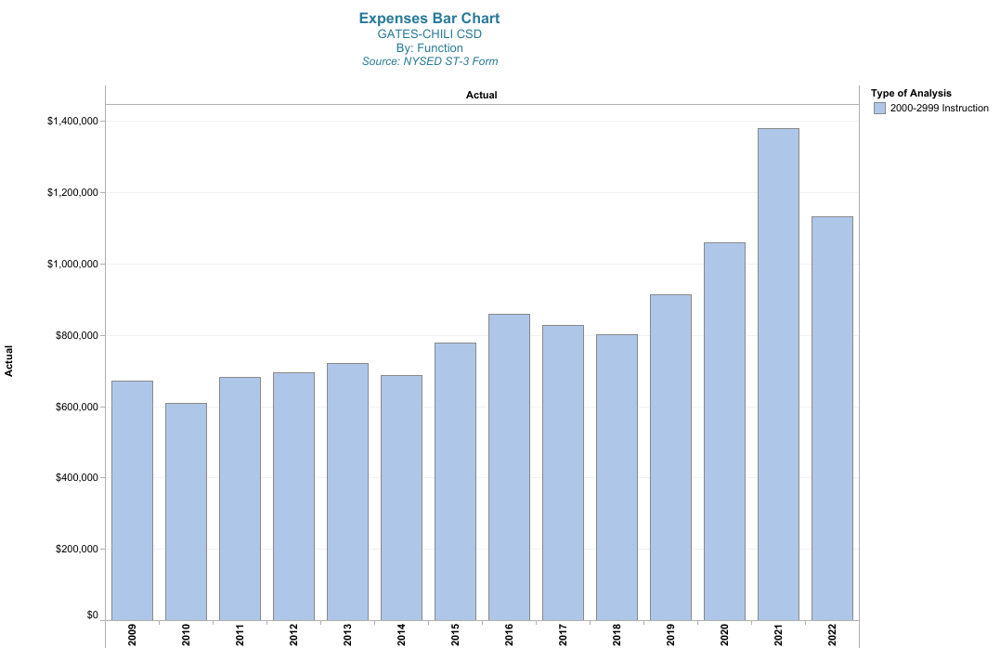 Expenses Bar Chart
GATES-CHILI CSD
By: Function
Source: NYSED ST-3 Form
Actual
Type of Analysis
2000-2999 Instruction
$1,400,000
$1,200,000
$1,000,000
$800,000
$600,000
$400,000
$200,000
$0
Actual
2009
2010
2011
2012
2013
2014
2015
2016
2017
2018
2019
2020
2021
2022